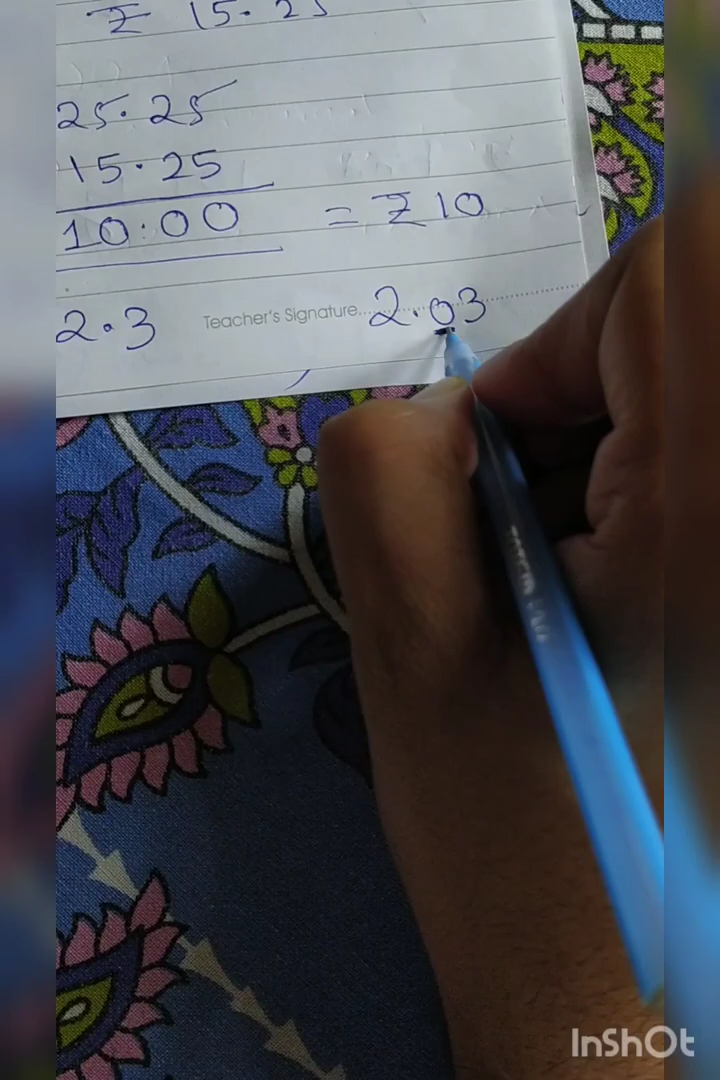 ₹ 15.25
25.25
15.25
10:00 = ₹10
2.3 Teacher's Signature 2.03
InShOt